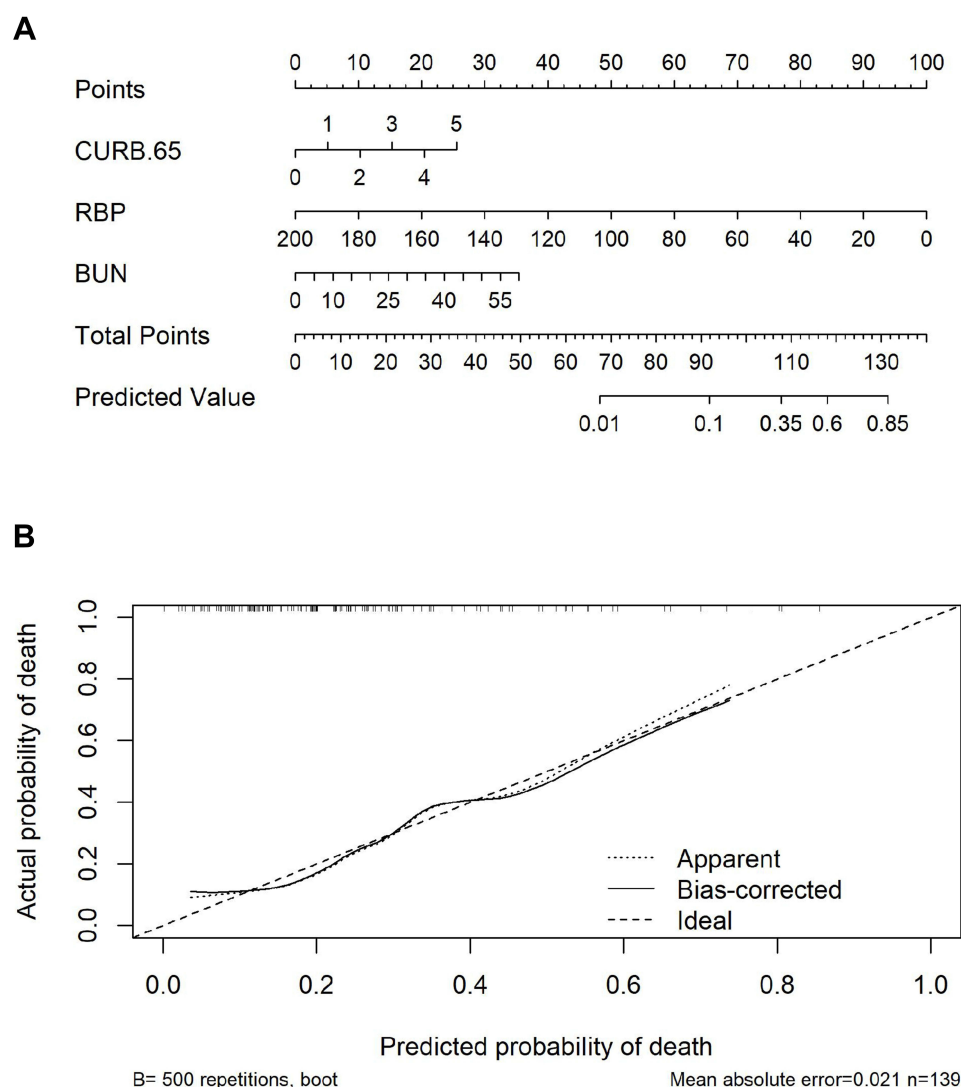 A
0 10 20 30 40 50 60 70 80 90 100
Points
1 3 5
CURB.65
0 2 4
RBP
200 180 160 140 120 100 80 60 40 20 0
BUN
0 10 25 40 55
Total Points
0 10 20 30 40 50 60 70 80 90 110 130
Predicted Value
0.01 0.1 0.35 0.6 0.85
B
Actual probability of death
1.0
0.8
0.6
0.4
0.2
0.0
Apparent
Bias-corrected
Ideal
0.0 0.2 0.4 0.6 0.8 1.0
Predicted probability of death
B= 500 repetitions, boot Mean absolute error=0.021 n=139